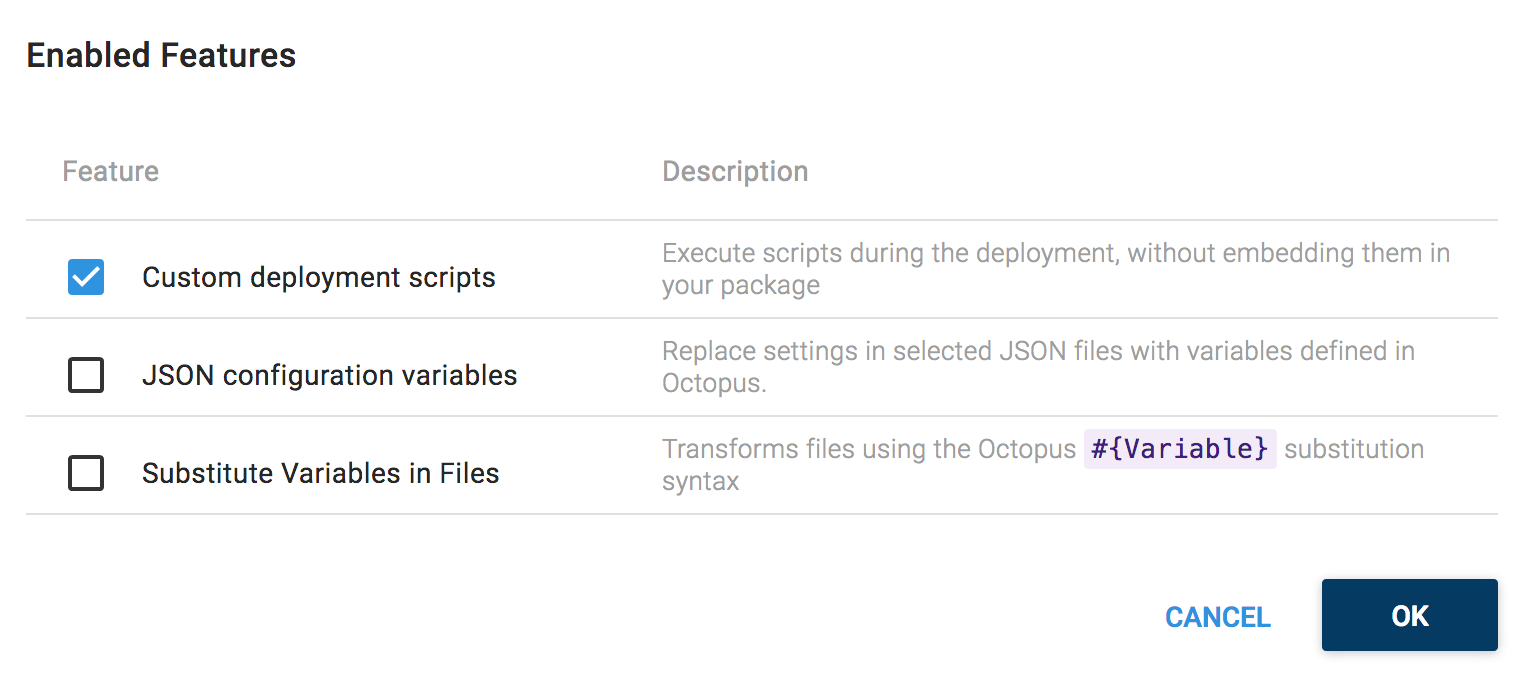 Enabled Features
Feature Description
Custom deployment scripts
Execute scripts during the deployment, without embedding them in
your package
JSON configuration variables
Replace settings in selected JSON files with variables defined in
Octopus.
Substitute Variables in Files
Transforms files using the Octopus #{Variable} substitution
syntax
CANCEL OK